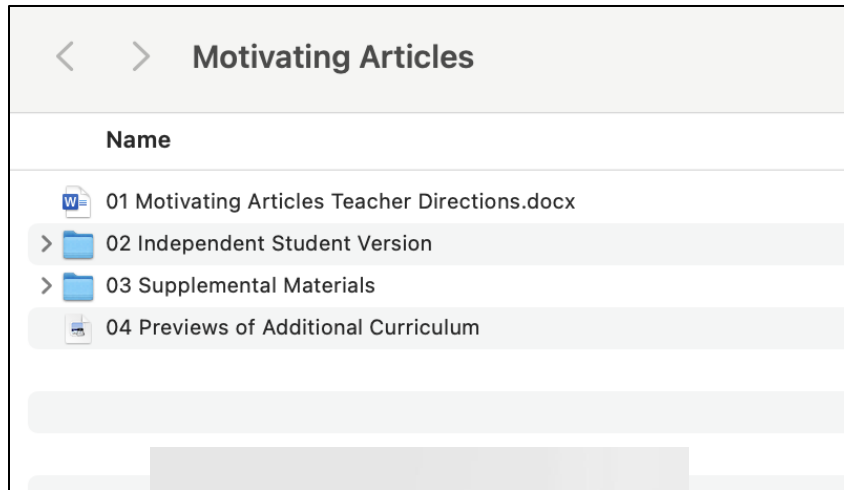 Motivating Articles
Name
01 Motivating Articles Teacher Directions.docx
02 Independent Student Version
03 Supplemental Materials
04 Previews of Additional Curriculum